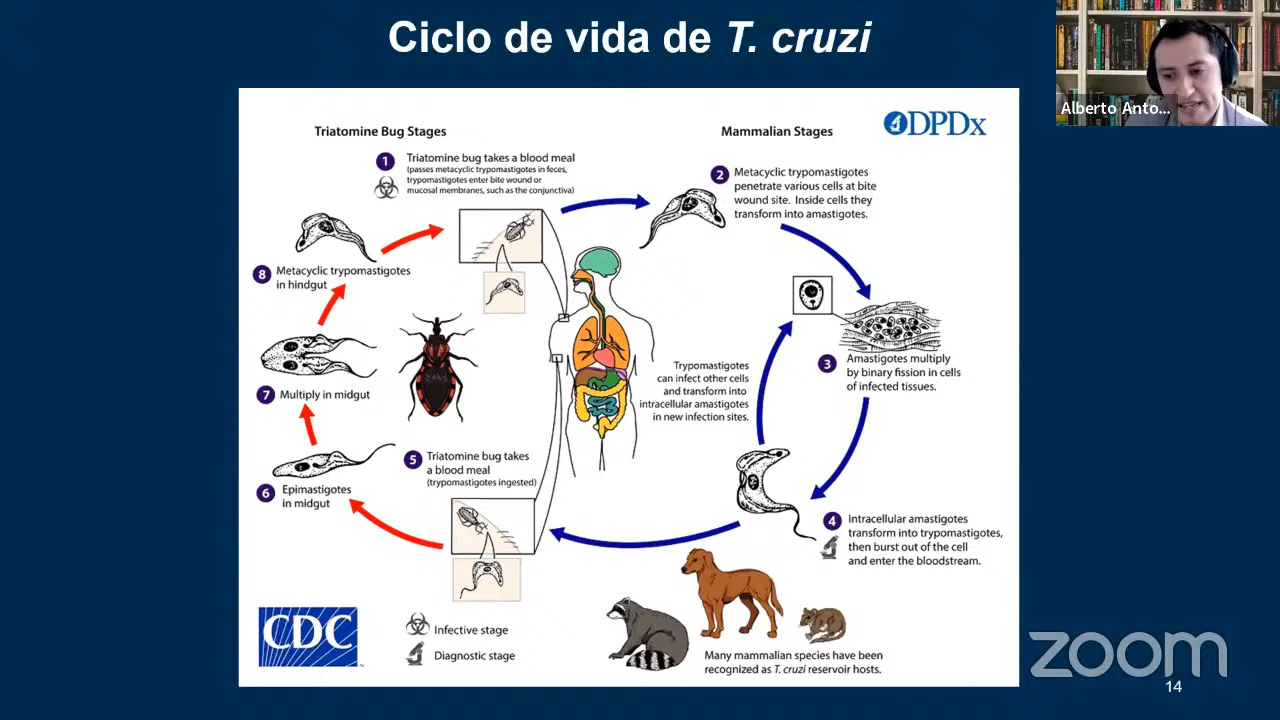 Ciclo de vida de T. cruzi
Alberto Anto...
Triatomine Bug Stages
Mammalian Stages
DPDx
1
Triatomine bug takes a blood meal
(passes metacyclic trypomastigotes in feces,
trypomastigotes enter bite wound or
mucosal membranes, such as the conjunctiva)
2
Metacyclic trypomastigotes
penetrate various cells at bite
wound site. Inside cells they
transform into amastigotes.
8
Metacyclic trypomastigotes
in hindgut
3
Amastigotes multiply
by binary fission in cells
of infected tissues.
Trypomastigotes
can infect other cells
and transform into
intracellular amastigotes
in new infection sites.
7
Multiply in midgut
5
Triatomine bug takes
a blood meal
(trypomastigotes ingested)
6
Epimastigotes
in midgut
4
Intracellular amastigotes
transform into trypomastigotes,
then burst out of the cell
and enter the bloodstream.
CDC
Infective stage
Diagnostic stage
Many mammalian species have been
recognized as T. cruzi reservoir hosts.
zoom
14